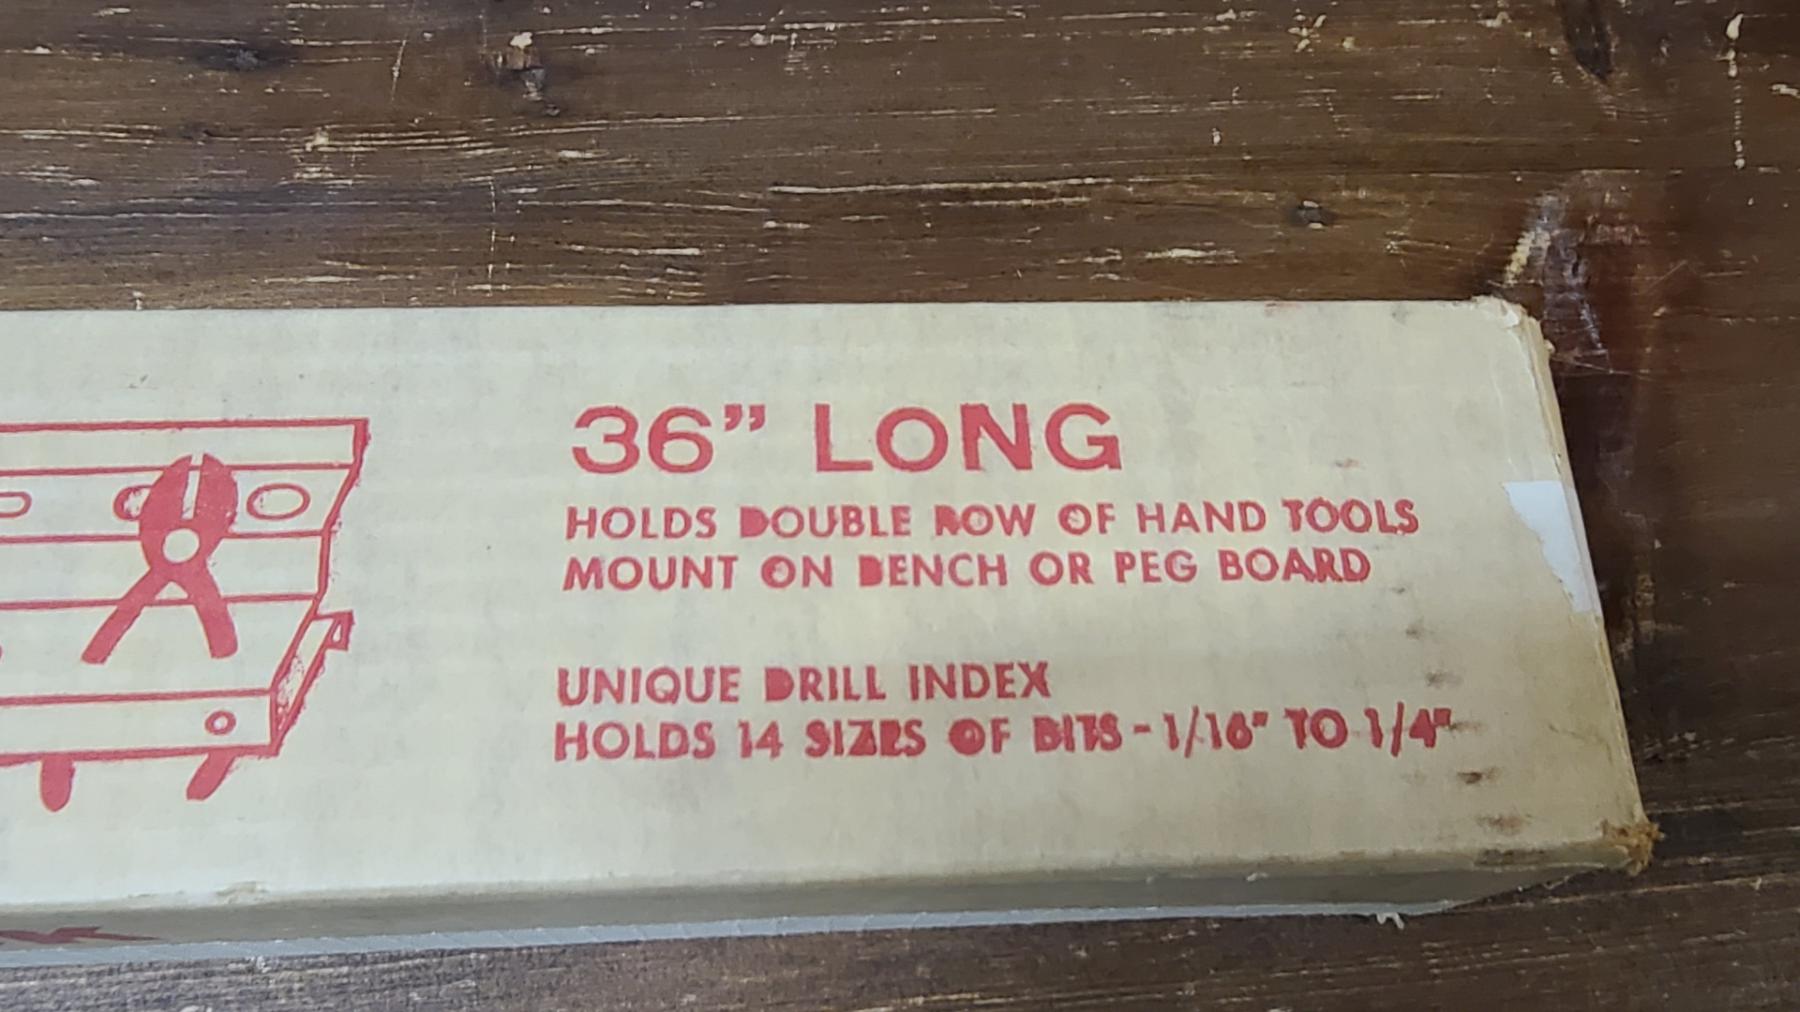 36" LONG
HOLDS DOUBLE ROW OF HAND TOOLS
MOUNT ON BENCH OR PEG BOARD
UNIQUE DRILL INDEX
HOLDS 14 SIZES OF BITS - 1/16" TO 1/4"